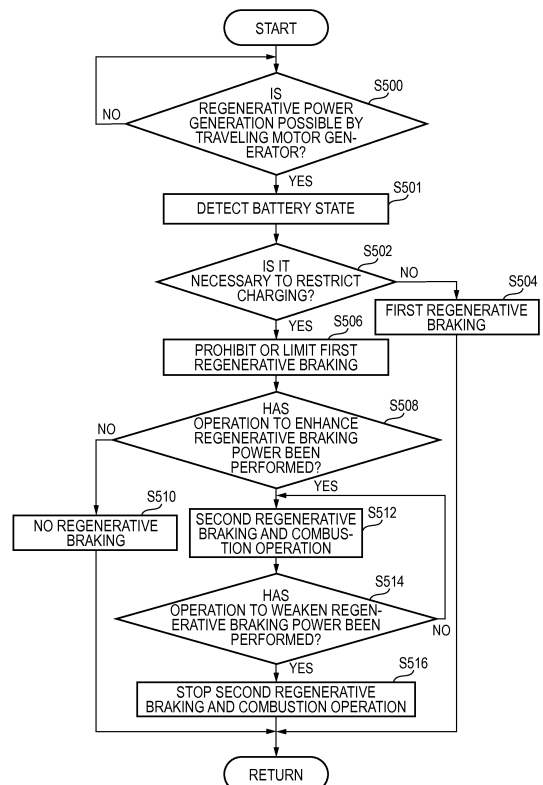 START
S500
IS
REGENERATIVE POWER
GENERATION POSSIBLE BY
TRAVELING MOTOR GEN-
ERATOR?
NO
YES
S501
DETECT BATTERY STATE
S502
IS IT
NECESSARY TO RESTRICT
CHARGING?
NO
YES
S504
FIRST REGENERATIVE
BRAKING
S506
PROHIBIT OR LIMIT FIRST
REGENERATIVE BRAKING
S508
HAS
OPERATION TO ENHANCE
REGENERATIVE BRAKING
POWER BEEN
PERFORMED?
NO
YES
S510
NO REGENERATIVE
BRAKING
S512
SECOND REGENERATIVE
BRAKING AND COMBUS-
TION OPERATION
S514
HAS
OPERATION TO WEAKEN REGEN-
ERATIVE BRAKING POWER BEEN
PERFORMED?
NO
YES
S516
STOP SECOND REGENERATIVE
BRAKING AND COMBUSTION OPERATION
RETURN